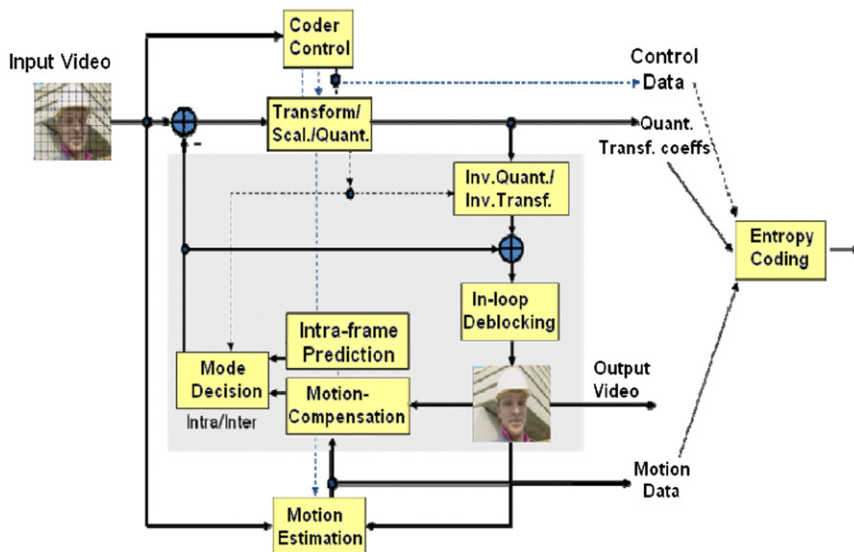 Coder
Control
Input Video
Control
Data
Transform/
Scal./Quant.
Quant.
Transf. coeffs
-
Inv.Quant./
Inv.Transf.
Entropy
Coding
In-loop
Deblocking
Intra-frame
Prediction
Mode
Decision
Intra/Inter
Motion-
Compensation
Output
Video
Motion
Data
Motion
Estimation